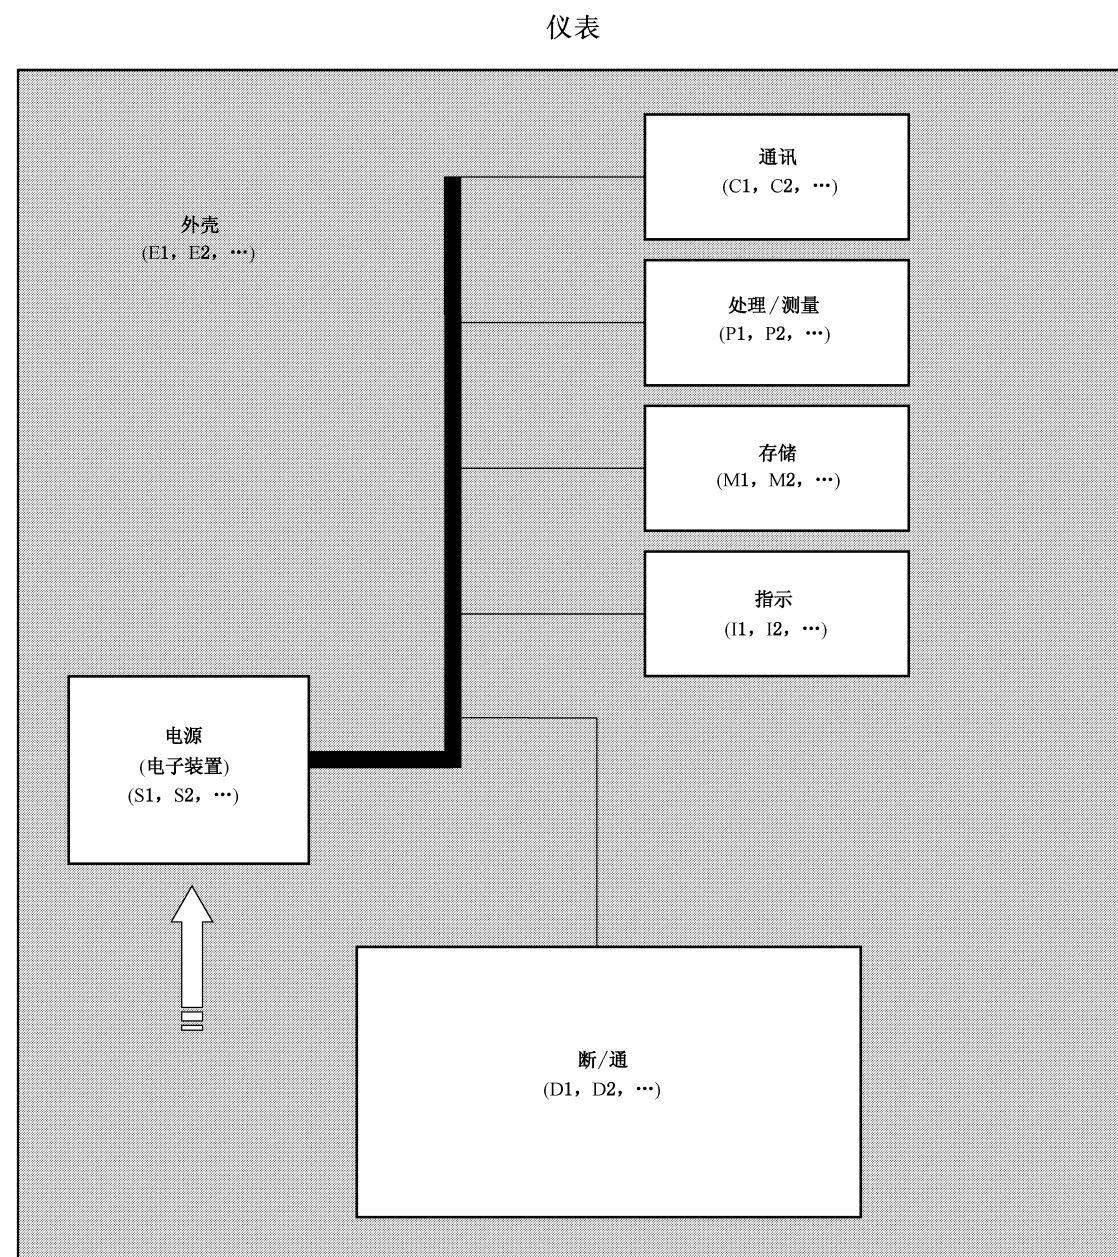 仪表
通讯
(C1，C2，···)
外壳
(E1，E2，···)
处理/测量
(P1，P2，···)
存储
(M1，M2，···)
指示
(I1，I2，···)
电源
(电子装置)
(S1，S2，···)
断/通
(D1，D2，···)